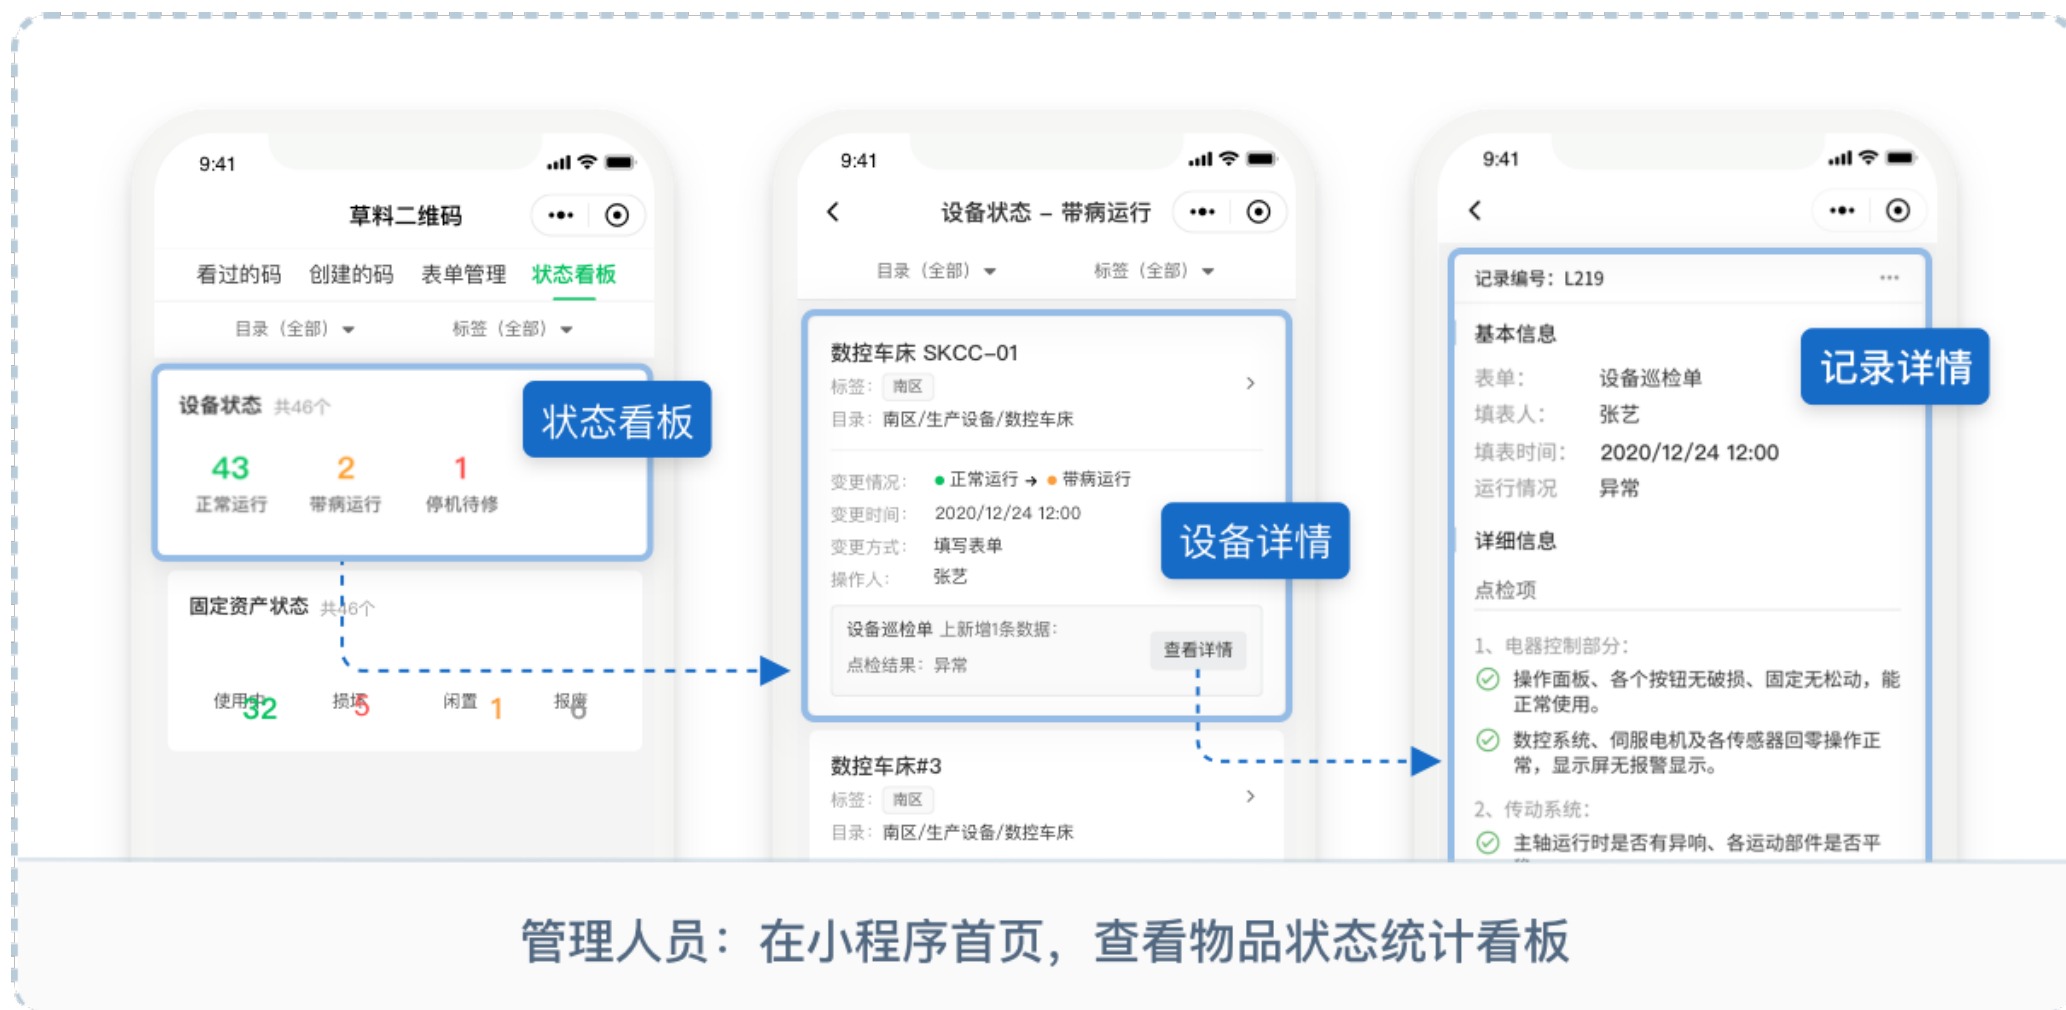 9:41
草料二维码
看过的码 创建的码 表单管理 状态看板
目录（全部） 标签（全部）
设备状态 共46个
状态看板
43 2 1
正常运行 带病运行 停机待修
固定资产状态 共46个
使用中 损坏 闲置 报废
32 5 1 6
9:41
设备状态 – 带病运行
目录（全部） 标签（全部）
数控车床 SKCC–01
标签： 南区
目录：南区/生产设备/数控车床
变更情况： 正常运行 → 带病运行
变更时间： 2020/12/24 12:00
变更方式： 填写表单
操作人： 张艺
设备详情
设备巡检单 上新增1条数据：
点检结果：异常
查看详情
数控车床#3
标签： 南区
目录：南区/生产设备/数控车床
9:41
记录编号：L219
基本信息
记录详情
表单： 设备巡检单
填表人： 张艺
填表时间： 2020/12/24 12:00
运行情况 异常
详细信息
点检项
1、电器控制部分：
操作面板、各个按钮无破损、固定无松动，能
正常使用。
数控系统、伺服电机及各传感器回零操作正
常，显示屏无报警显示。
2、传动系统：
主轴运行时是否有异响、各运动部件是否平
管理人员：在小程序首页，查看物品状态统计看板